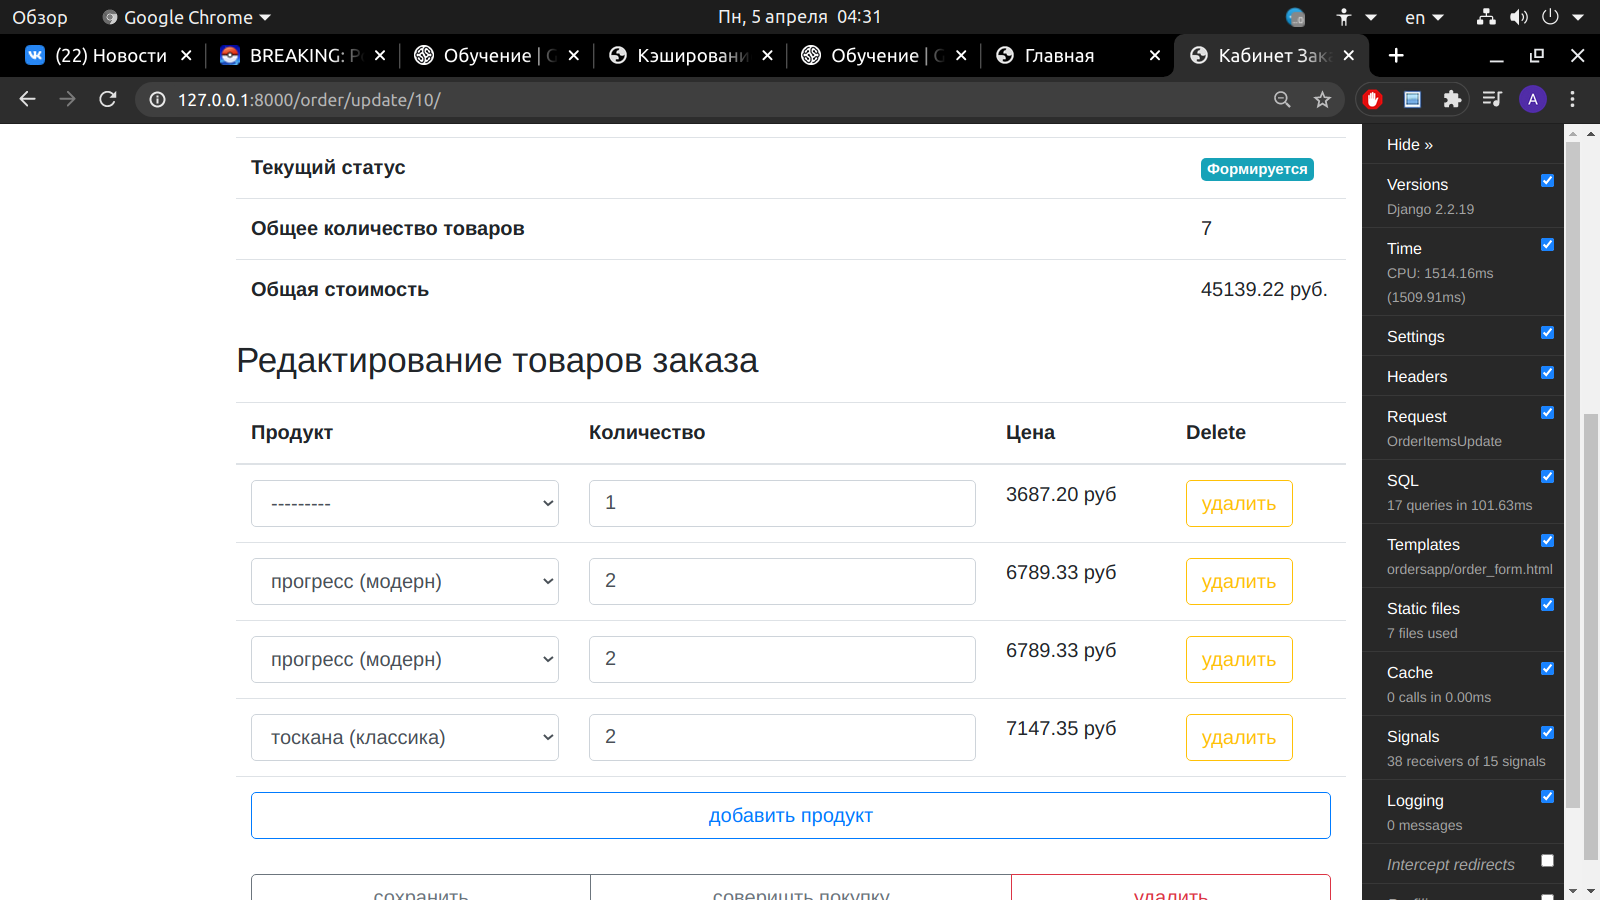 Обзор Google Chrome Пн, 5 апреля 04:31 en
(22) Новости BREAKING: P Обучение | G Кэшировани Обучение | G Главная Кабинет Зак
127.0.0.1:8000/order/update/10/ A
Текущий статус Формируется
Общее количество товаров 7
Общая стоимость 45139.22 руб.
Редактирование товаров заказа
Продукт Количество Цена Delete
--------- 1 3687.20 руб удалить
прогресс (модерн) 2 6789.33 руб удалить
прогресс (модерн) 2 6789.33 руб удалить
тоскана (классика) 2 7147.35 руб удалить
добавить продукт
сохранить совершть покупку удалить
Hide »
Versions
Django 2.2.19
Time
CPU: 1514.16ms
(1509.91ms)
Settings
Headers
Request
OrderItemsUpdate
SQL
17 queries in 101.63ms
Templates
ordersapp/order_form.html
Static files
7 files used
Cache
0 calls in 0.00ms
Signals
38 receivers of 15 signals
Logging
0 messages
Intercept redirects